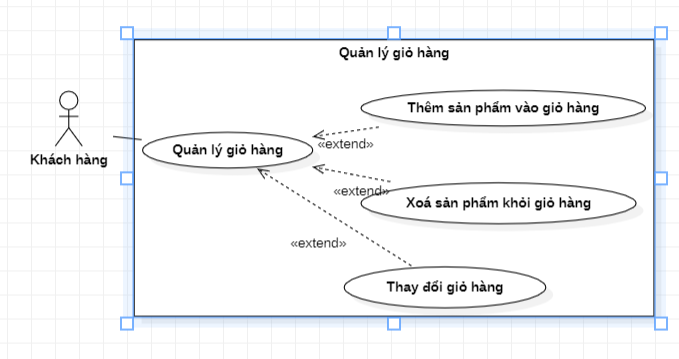 Quản lý giỏ hàng
Thêm sản phẩm vào giỏ hàng
«extend»
Quản lý giỏ hàng
Khách hàng
«extend»
Xoá sản phẩm khỏi giỏ hàng
«extend»
Thay đổi giỏ hàng